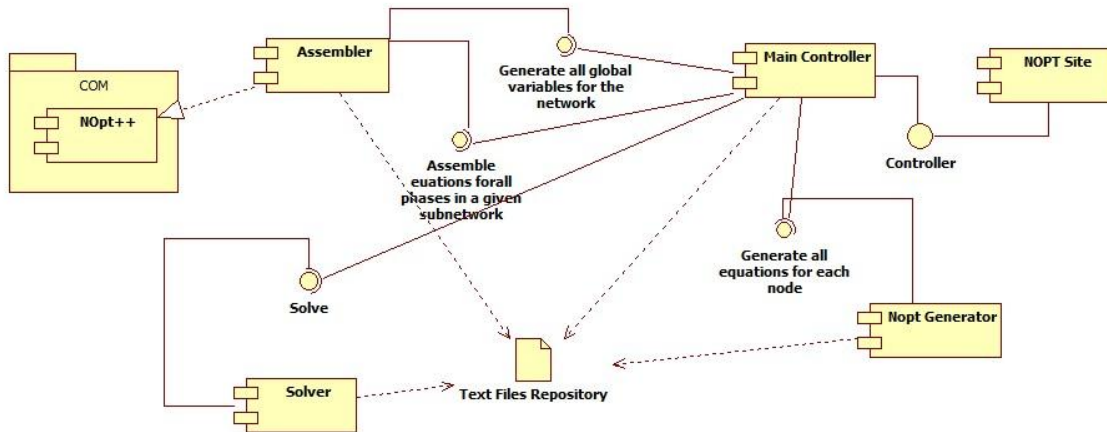 Assembler
Main Controller
NOPT Site
COM
NOpt++
Generate all global
variables for the
network
Controller
Assemble
euations forall
phases in a given
subnetwork
Generate all
equations for each
node
Solve
Nopt Generator
Solver
Text Files Repository